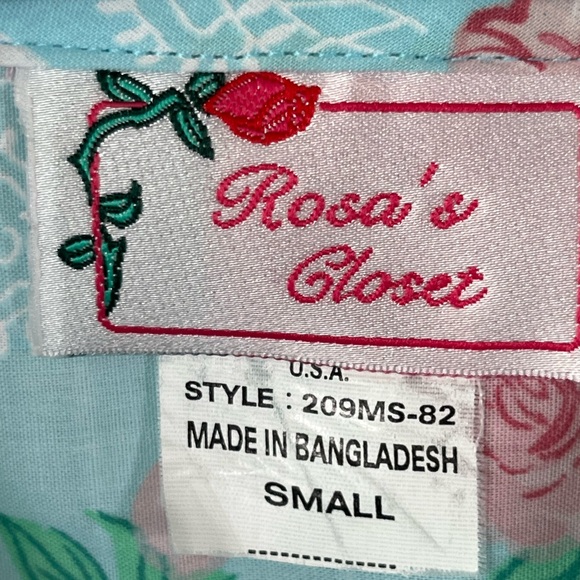 Rosa's
Closet
U.S.A.
STYLE : 209MS-82
MADE IN BANGLADESH
SMALL